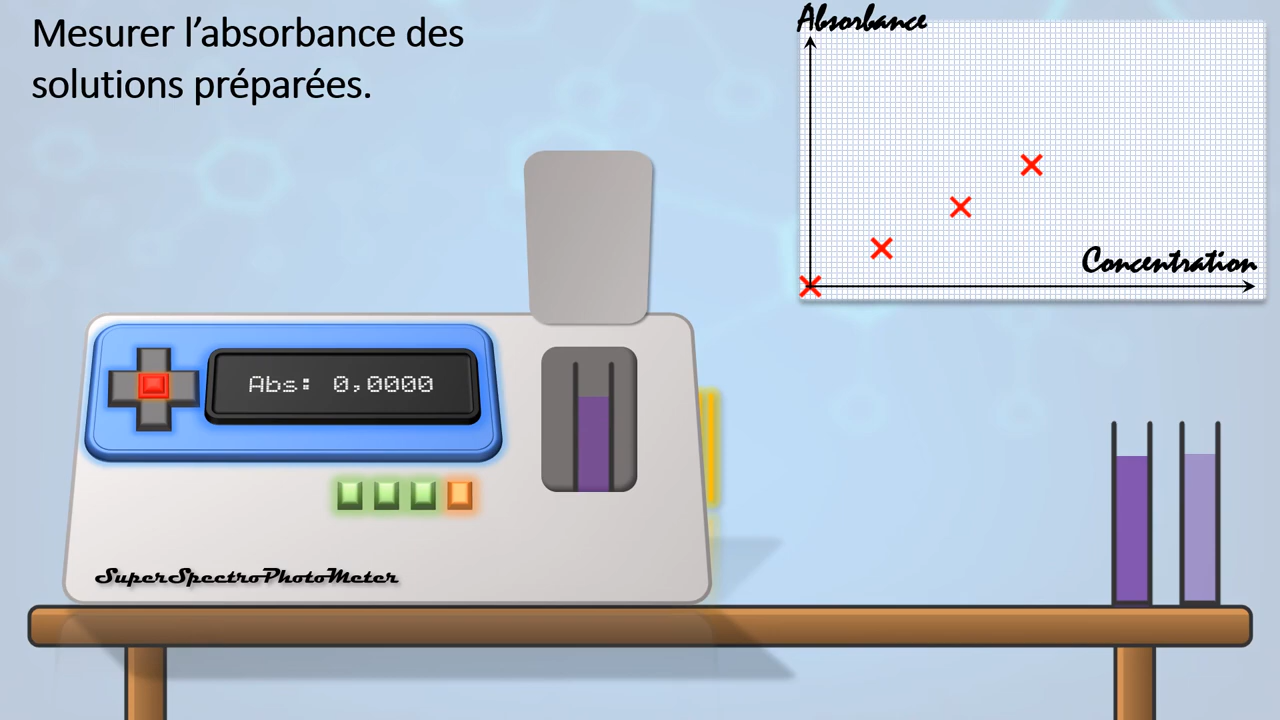 Mesurer l’absorbance des
solutions préparées.
Absorbance
Concentration
Abs: 0,0000
SuperSpectroPhotoMeter